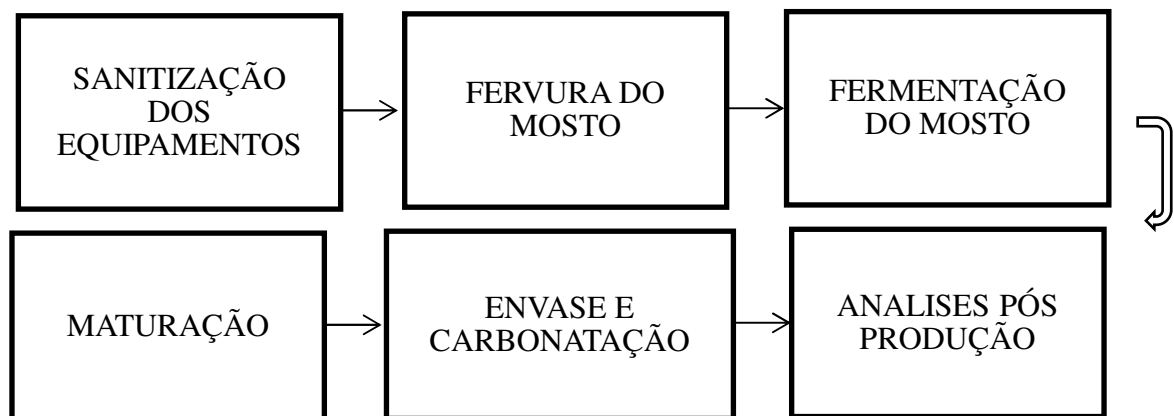 SANITIZAÇÃO
DOS
EQUIPAMENTOS
FERVURA DO
MOSTO
FERMENTAÇÃO
DO MOSTO
MATURAÇÃO
ENVASE E
CARBONATAÇÃO
ANALISES PÓS
PRODUÇÃO